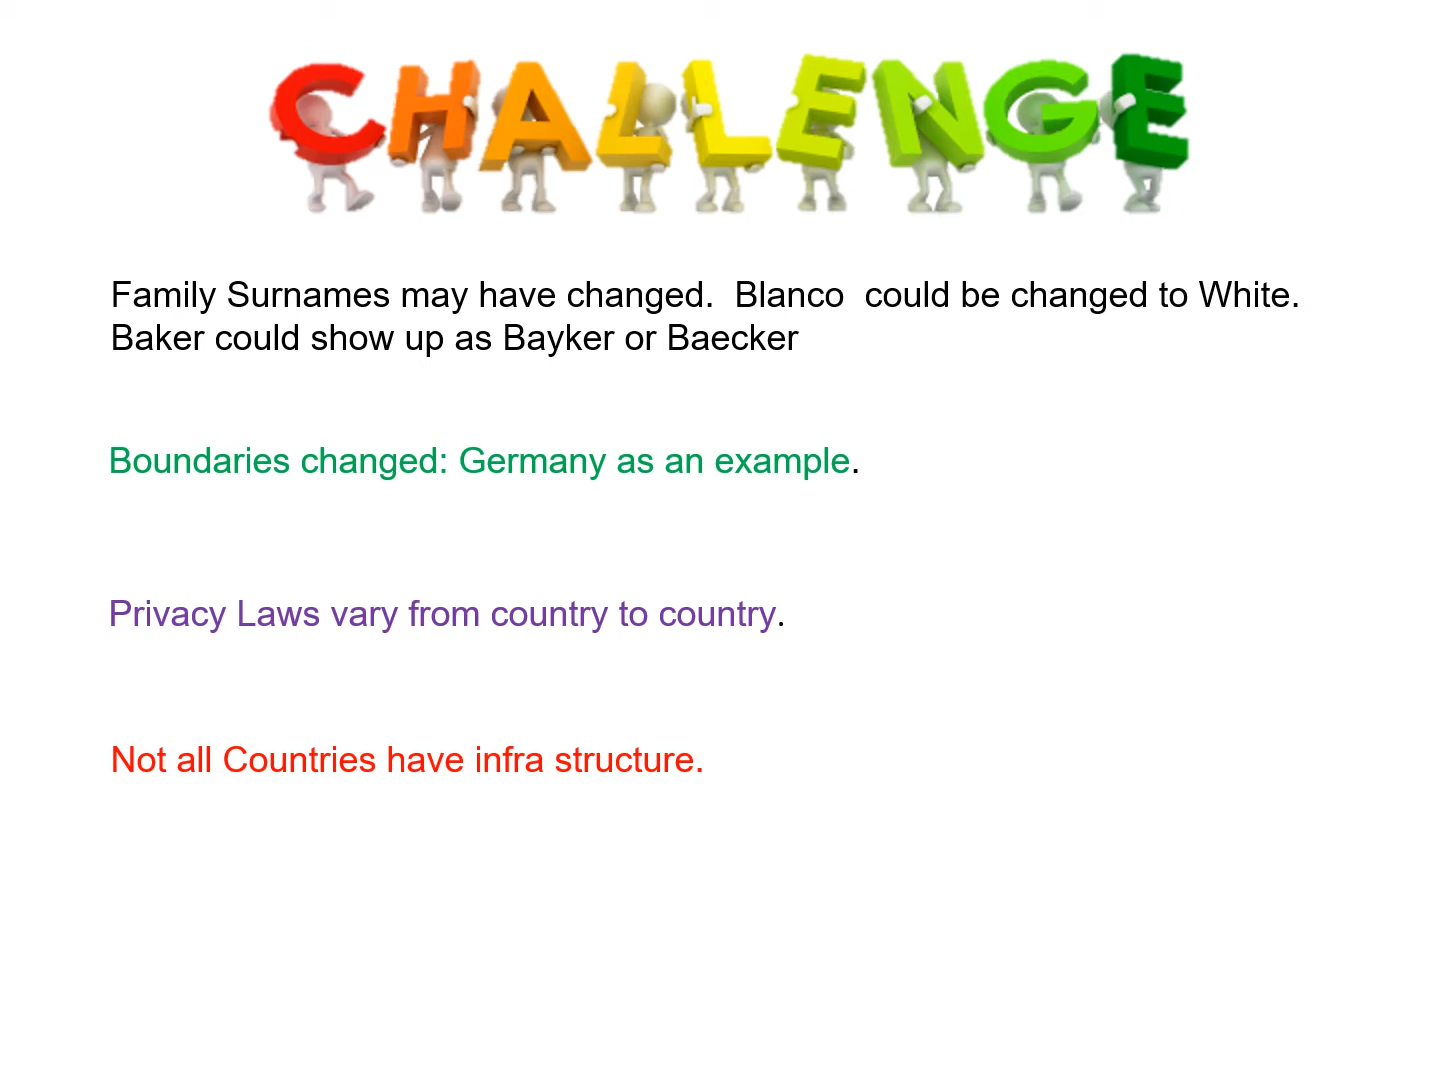 CHALLENGE
Family Surnames may have changed.  Blanco  could be changed to White.
Baker could show up as Bayker or Baecker
Boundaries changed: Germany as an example.
Privacy Laws vary from country to country.
Not all Countries have infra structure.